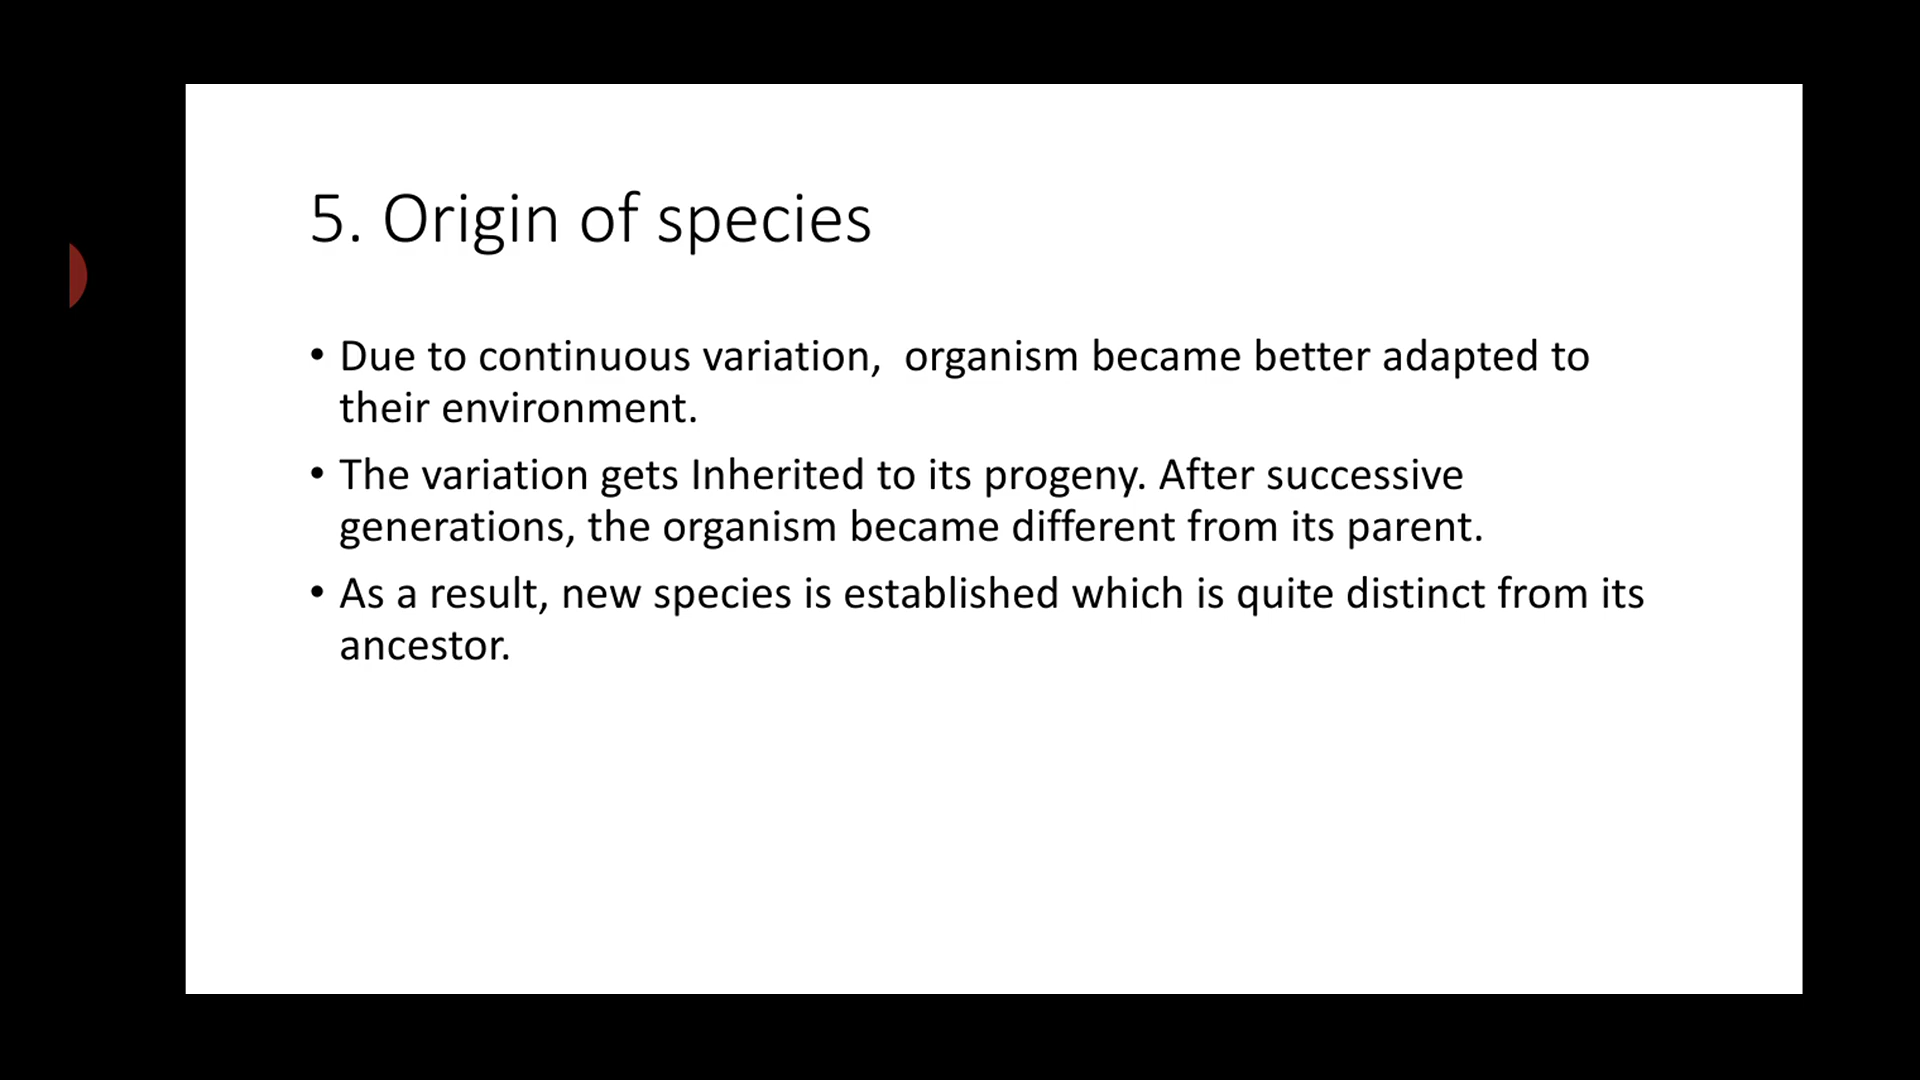 5. Origin of species
• Due to continuous variation,  organism became better adapted to
their environment.
• The variation gets Inherited to its progeny. After successive
generations, the organism became different from its parent.
• As a result, new species is established which is quite distinct from its
ancestor.